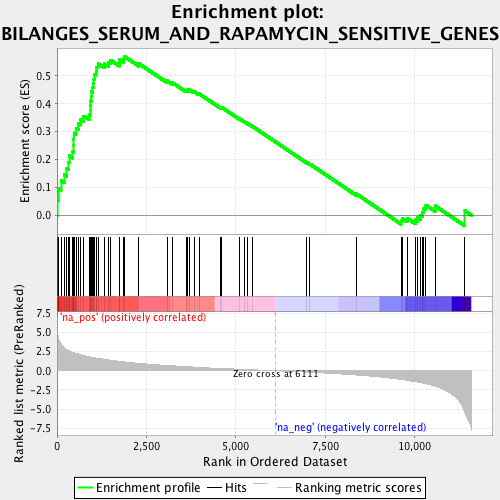 Enrichment plot:
BILANGES_SERUM_AND_RAPAMYCIN_SENSITIVE_GENES
Enrichment score (ES)
0.5
0.4
0.3
0.2
0.1
0.0
'na_pos' (positively correlated)
Ranked list metric (PreRanked)
7.5
5.0
2.5
0.0
-2.5
-5.0
-7.5
Zero cross at 6111
'na_neg' (negatively correlated)
0 2,500 5,000 7,500 10,000
Rank in Ordered Dataset
Enrichment profile Hits Ranking metric scores